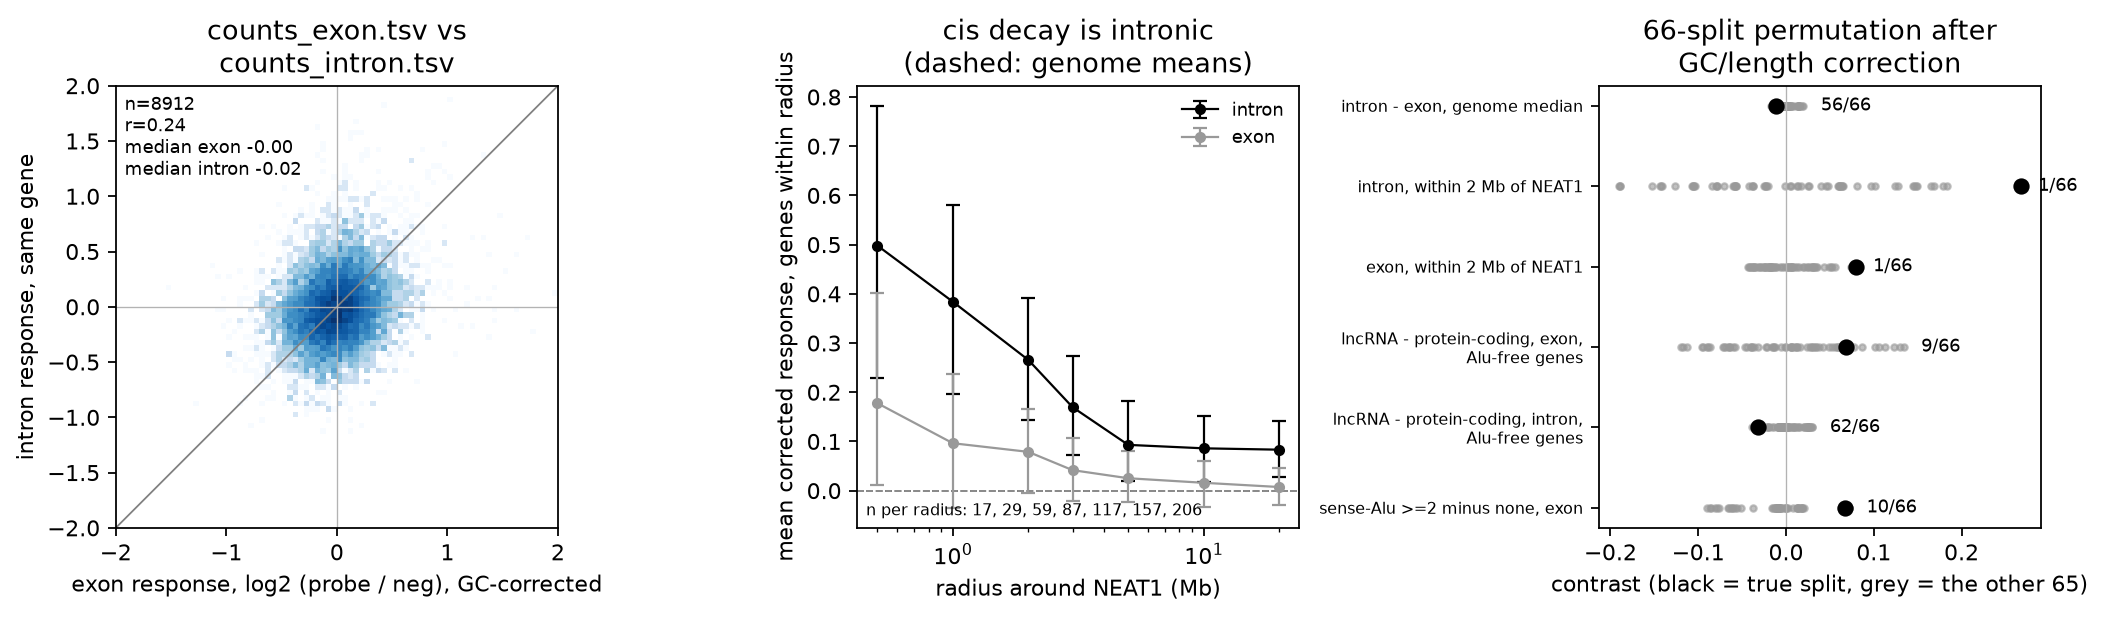 counts_exon.tsv vs
counts_intron.tsv
2.0
1.5
1.0
0.5
0.0
−0.5
−1.0
−1.5
−2.0
intron response, same gene
n=8912
r=0.24
median exon -0.00
median intron -0.02
−2
−1
0
1
2
exon response, log2 (probe / neg), GC-corrected
cis decay is intronic
(dashed: genome means)
0.8
0.7
0.6
0.5
0.4
0.3
0.2
0.1
0.0
mean corrected response, genes within radius
intron
exon
n per radius: 17, 29, 59, 87, 117, 157, 206
10⁰
10¹
radius around NEAT1 (Mb)
66-split permutation after
GC/length correction
intron - exon, genome median
56/66
intron, within 2 Mb of NEAT1
1/66
exon, within 2 Mb of NEAT1
1/66
lncRNA - protein-coding, exon,
Alu-free genes
9/66
lncRNA - protein-coding, intron,
Alu-free genes
62/66
sense-Alu >=2 minus none, exon
10/66
−0.2
−0.1
0.0
0.1
0.2
contrast (black = true split, grey = the other 65)